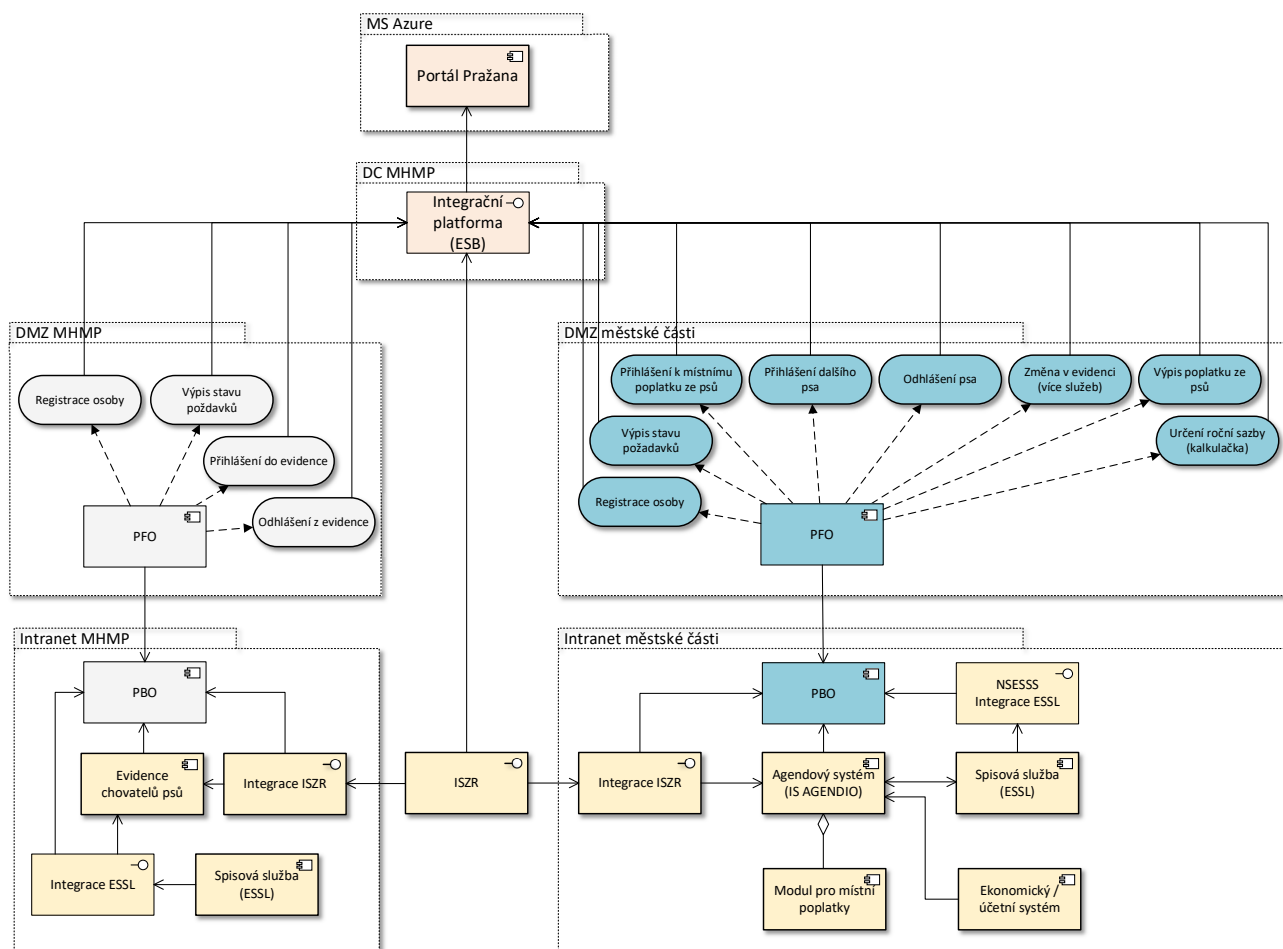 MS Azure
Portál Pražana
DC MHMP
Integrační
platforma
(ESB)
DMZ MHMP
Registrace osoby
Výpis stavu
poždavků
Přihlášení do evidence
Odhlášení z evidence
PFO
DMZ městské části
Přihlášení k místnímu
poplatku ze psů
Přihlášení dalšího
psa
Odhlášení psa
Změna v evidenci
(více služeb)
Výpis poplatku ze
psů
Výpis stavu
požadavků
Určení roční sazby
(kalkulačka)
Registrace osoby
PFO
Intranet MHMP
PBO
Evidence
chovatelů psů
Integrace ISZR
Integrace ESSL
Spisová služba
(ESSL)
ISZR
Intranet městské části
PBO
NSESSS
Integrace ESSL
Integrace ISZR
Agendový systém
(IS AGENDIO)
Spisová služba
(ESSL)
Modul pro místní
poplatky
Ekonomický /
účetní systém